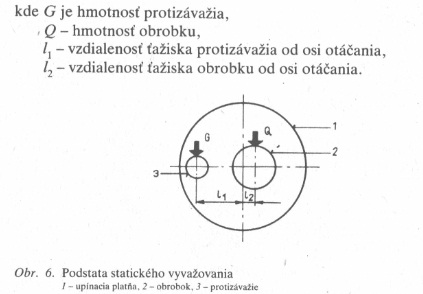 kde G je hmotnosť protizávažia,
Q – hmotnosť obrobku,
l₁ – vzdialenosť ťažiska protizávažia od osi otáčania,
l₂ – vzdialenosť ťažiska obrobku od osi otáčania.
G
Q
1
2
3
L₁
L₂
Obr. 6. Podstata statického vyvažovania
1 – upínacia platňa, 2 – obrobok, 3 – protizávažie